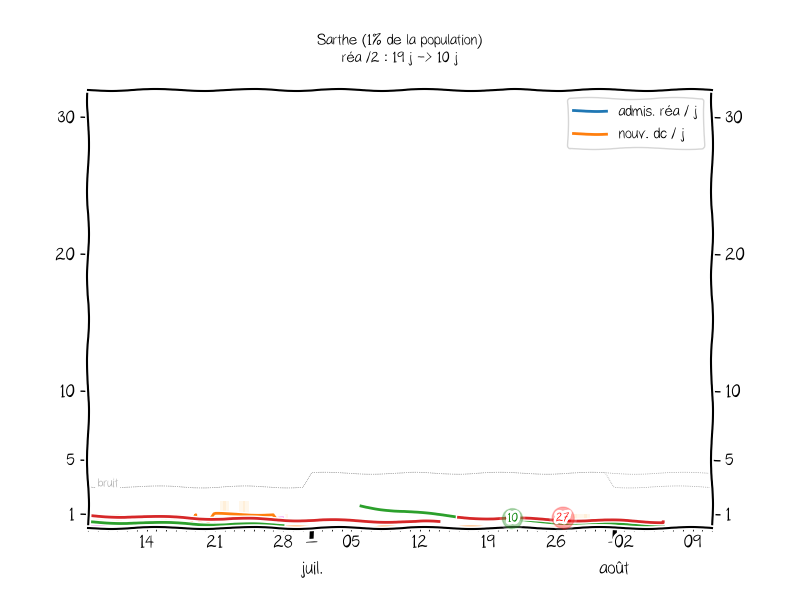 Sarthe (1% de la population)
réa /2 : 19 j -> 10 j
admis. réa / j
nouv. dc / j
30
30
20
20
10
10
5
5
bruit
1
1
10
27
14 21 28 05 12 19 26 02 09
juil. août